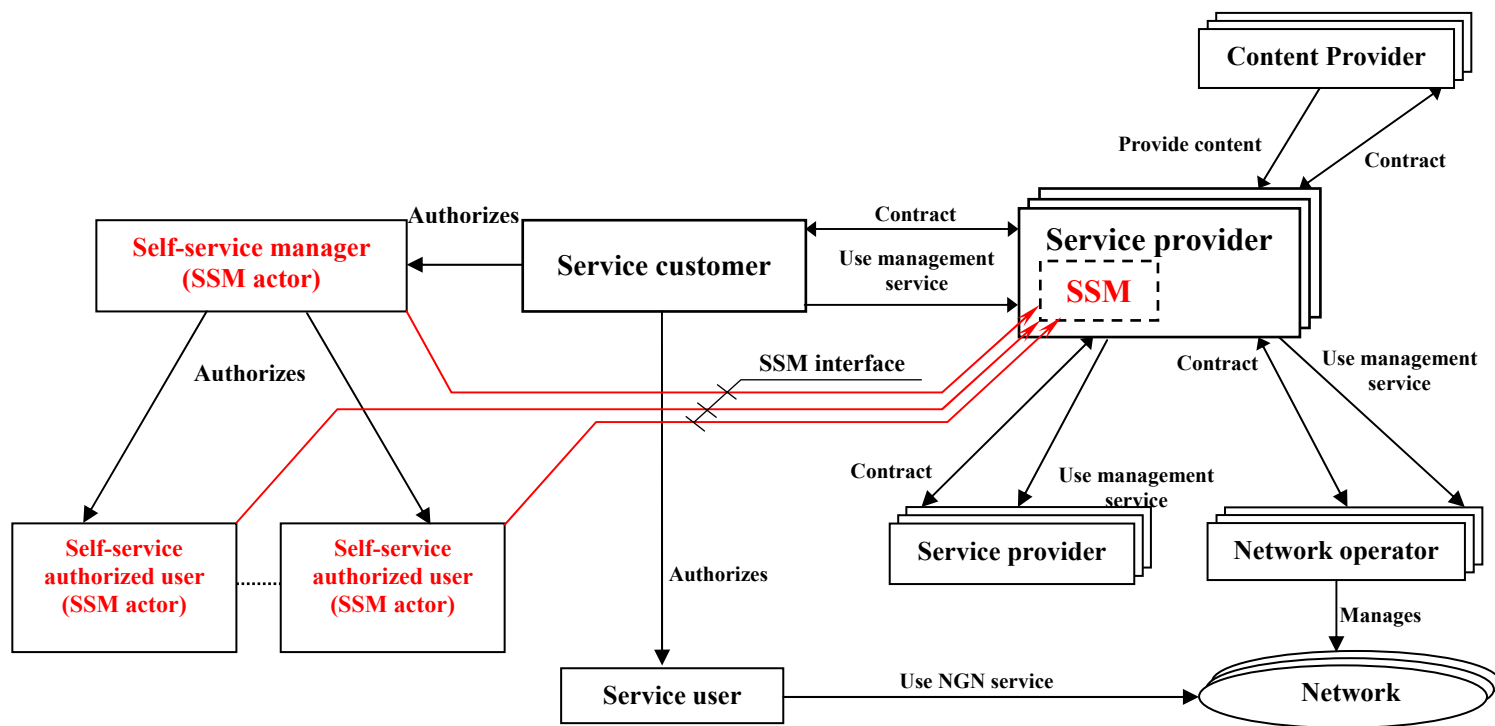 Content Provider
Provide content
Contract
Authorizes
Contract
Self-service manager
(SSM actor)
Service customer
Service provider
Use management
service
SSM
Authorizes
SSM interface
Contract
Use management
service
Contract
Use management
service
Self-service
authorized user
(SSM actor)
Self-service
authorized user
(SSM actor)
Service provider
Network operator
Authorizes
Manages
Service user
Use NGN service
Network